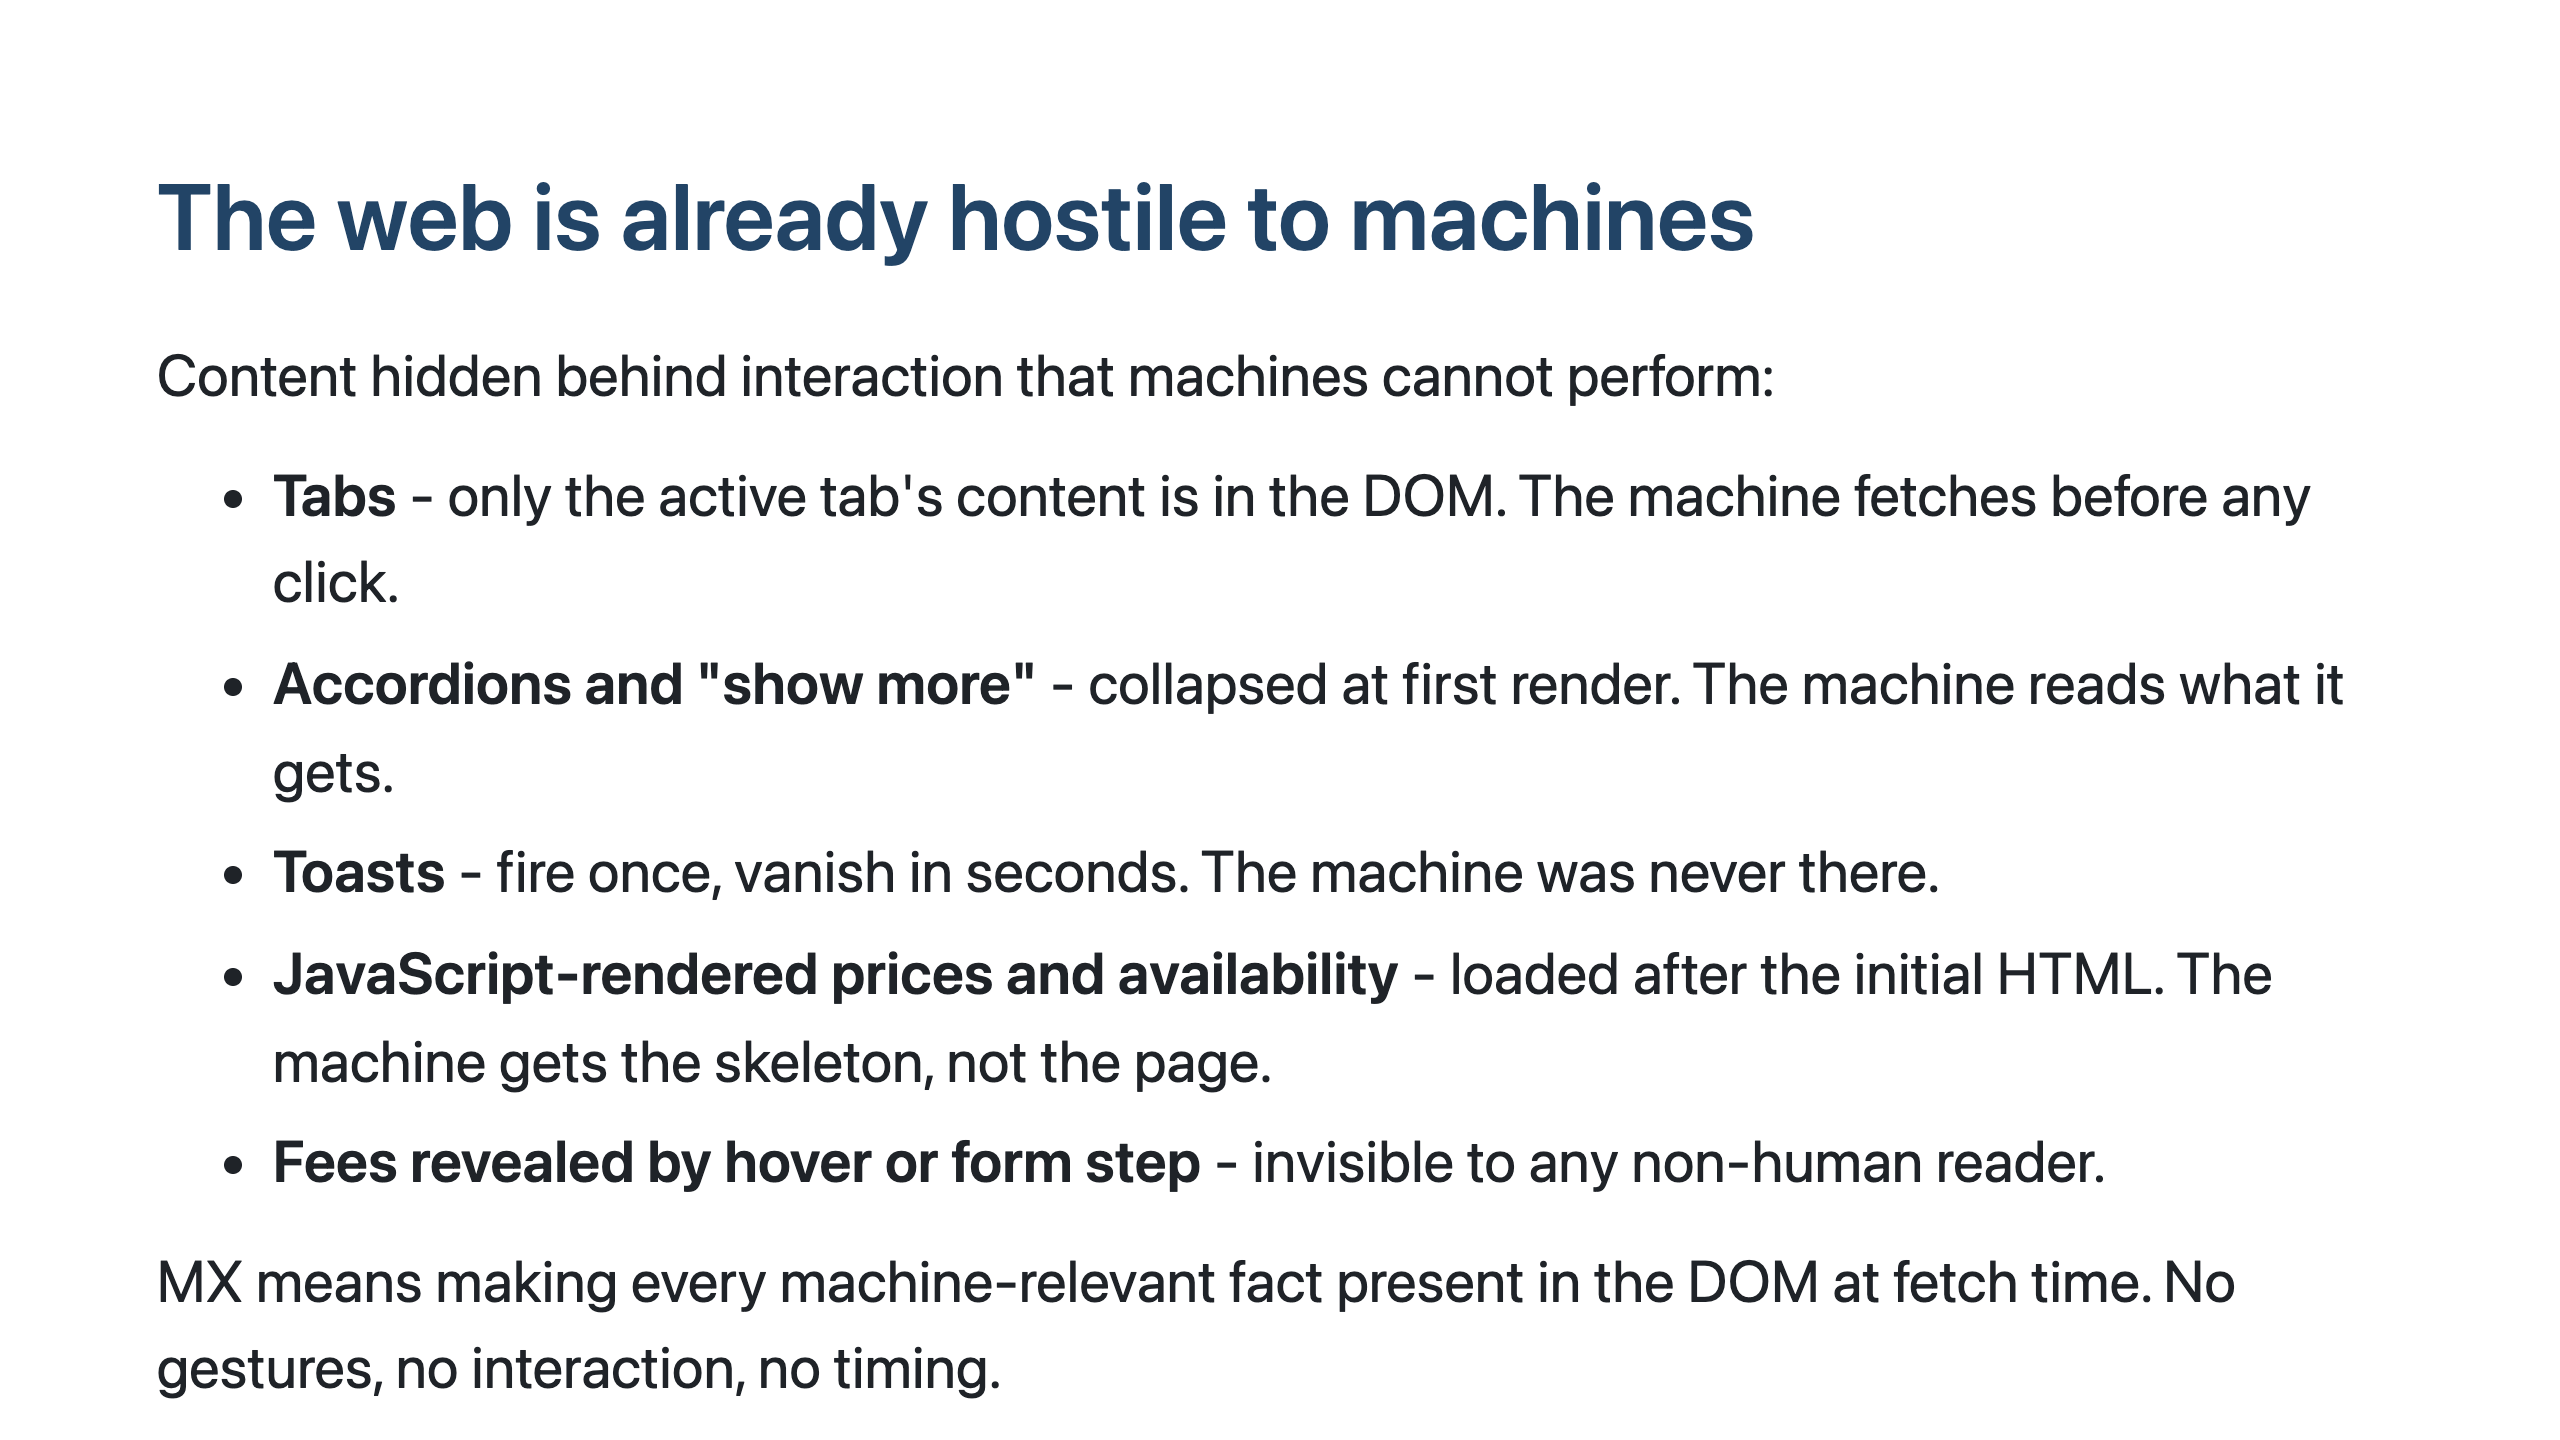 The web is already hostile to machines
Content hidden behind interaction that machines cannot perform:
• Tabs - only the active tab's content is in the DOM. The machine fetches before any
click.
• Accordions and "show more" - collapsed at first render. The machine reads what it
gets.
• Toasts - fire once, vanish in seconds. The machine was never there.
• JavaScript-rendered prices and availability - loaded after the initial HTML. The
machine gets the skeleton, not the page.
• Fees revealed by hover or form step - invisible to any non-human reader.
MX means making every machine-relevant fact present in the DOM at fetch time. No
gestures, no interaction, no timing.